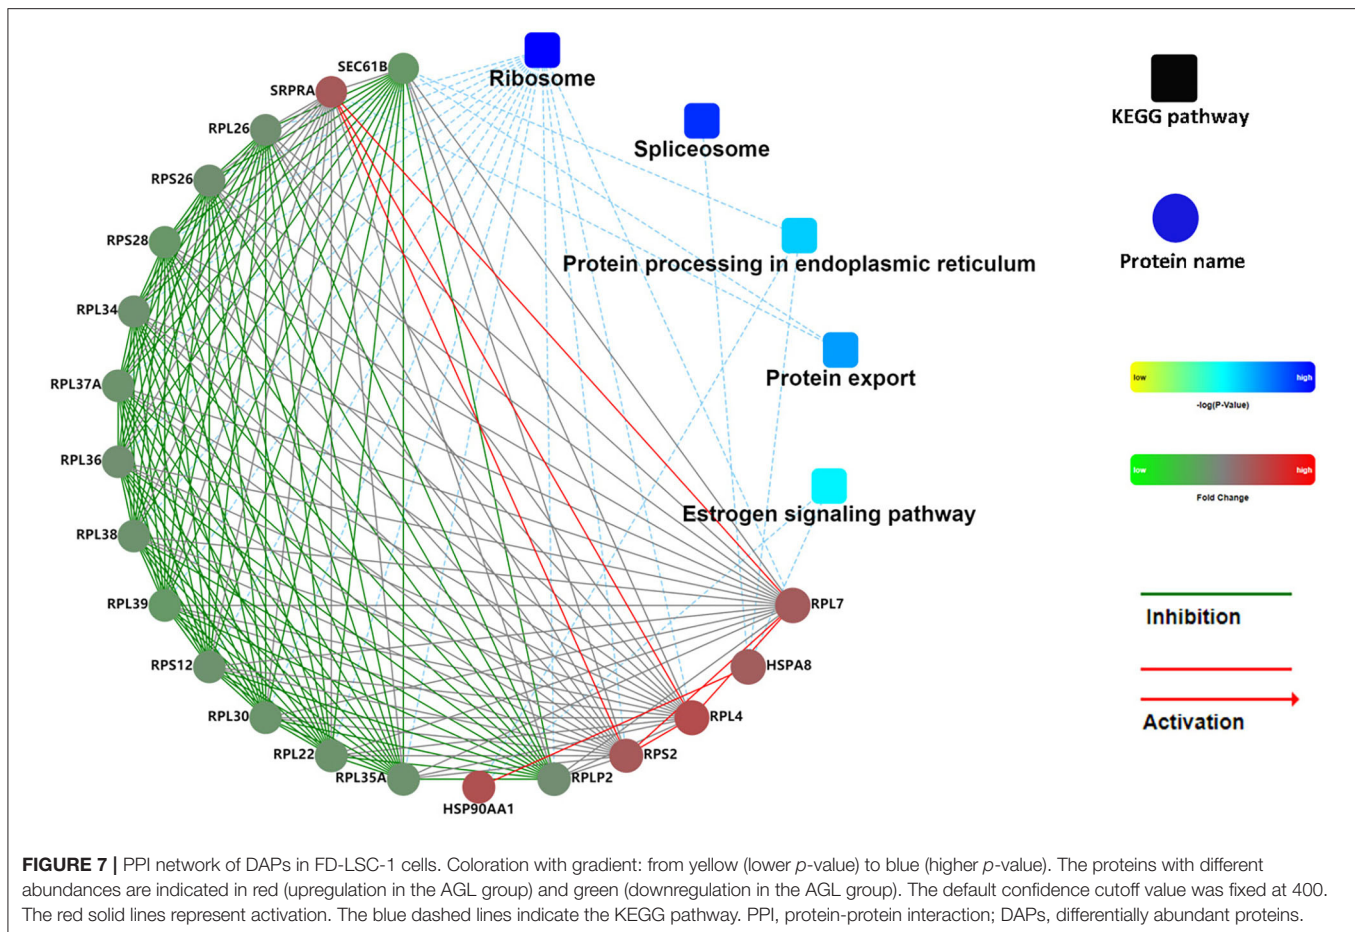 SEC61B
Ribosome
KEGG pathway
SRPRA
RPL26
Spliceosome
RPS26
RPS28
Protein processing in endoplasmic reticulum
Protein name
RPL34
RPL37A
Protein export
low
high
-log(P-Value)
RPL36
low
high
Fold Change
RPL38
Estrogen signaling pathway
RPL39
RPL7
Inhibition
RPS12
HSPA8
RPL30
RPL4
Activation
RPL22
RPS2
RPL35A
RPLP2
HSP90AA1
FIGURE 7 | PPI network of DAPs in FD-LSC-1 cells. Coloration with gradient: from yellow (lower p-value) to blue (higher p-value). The proteins with different
abundances are indicated in red (upregulation in the AGL group) and green (downregulation in the AGL group). The default confidence cutoff value was fixed at 400.
The red solid lines represent activation. The blue dashed lines indicate the KEGG pathway. PPI, protein-protein interaction; DAPs, differentially abundant proteins.